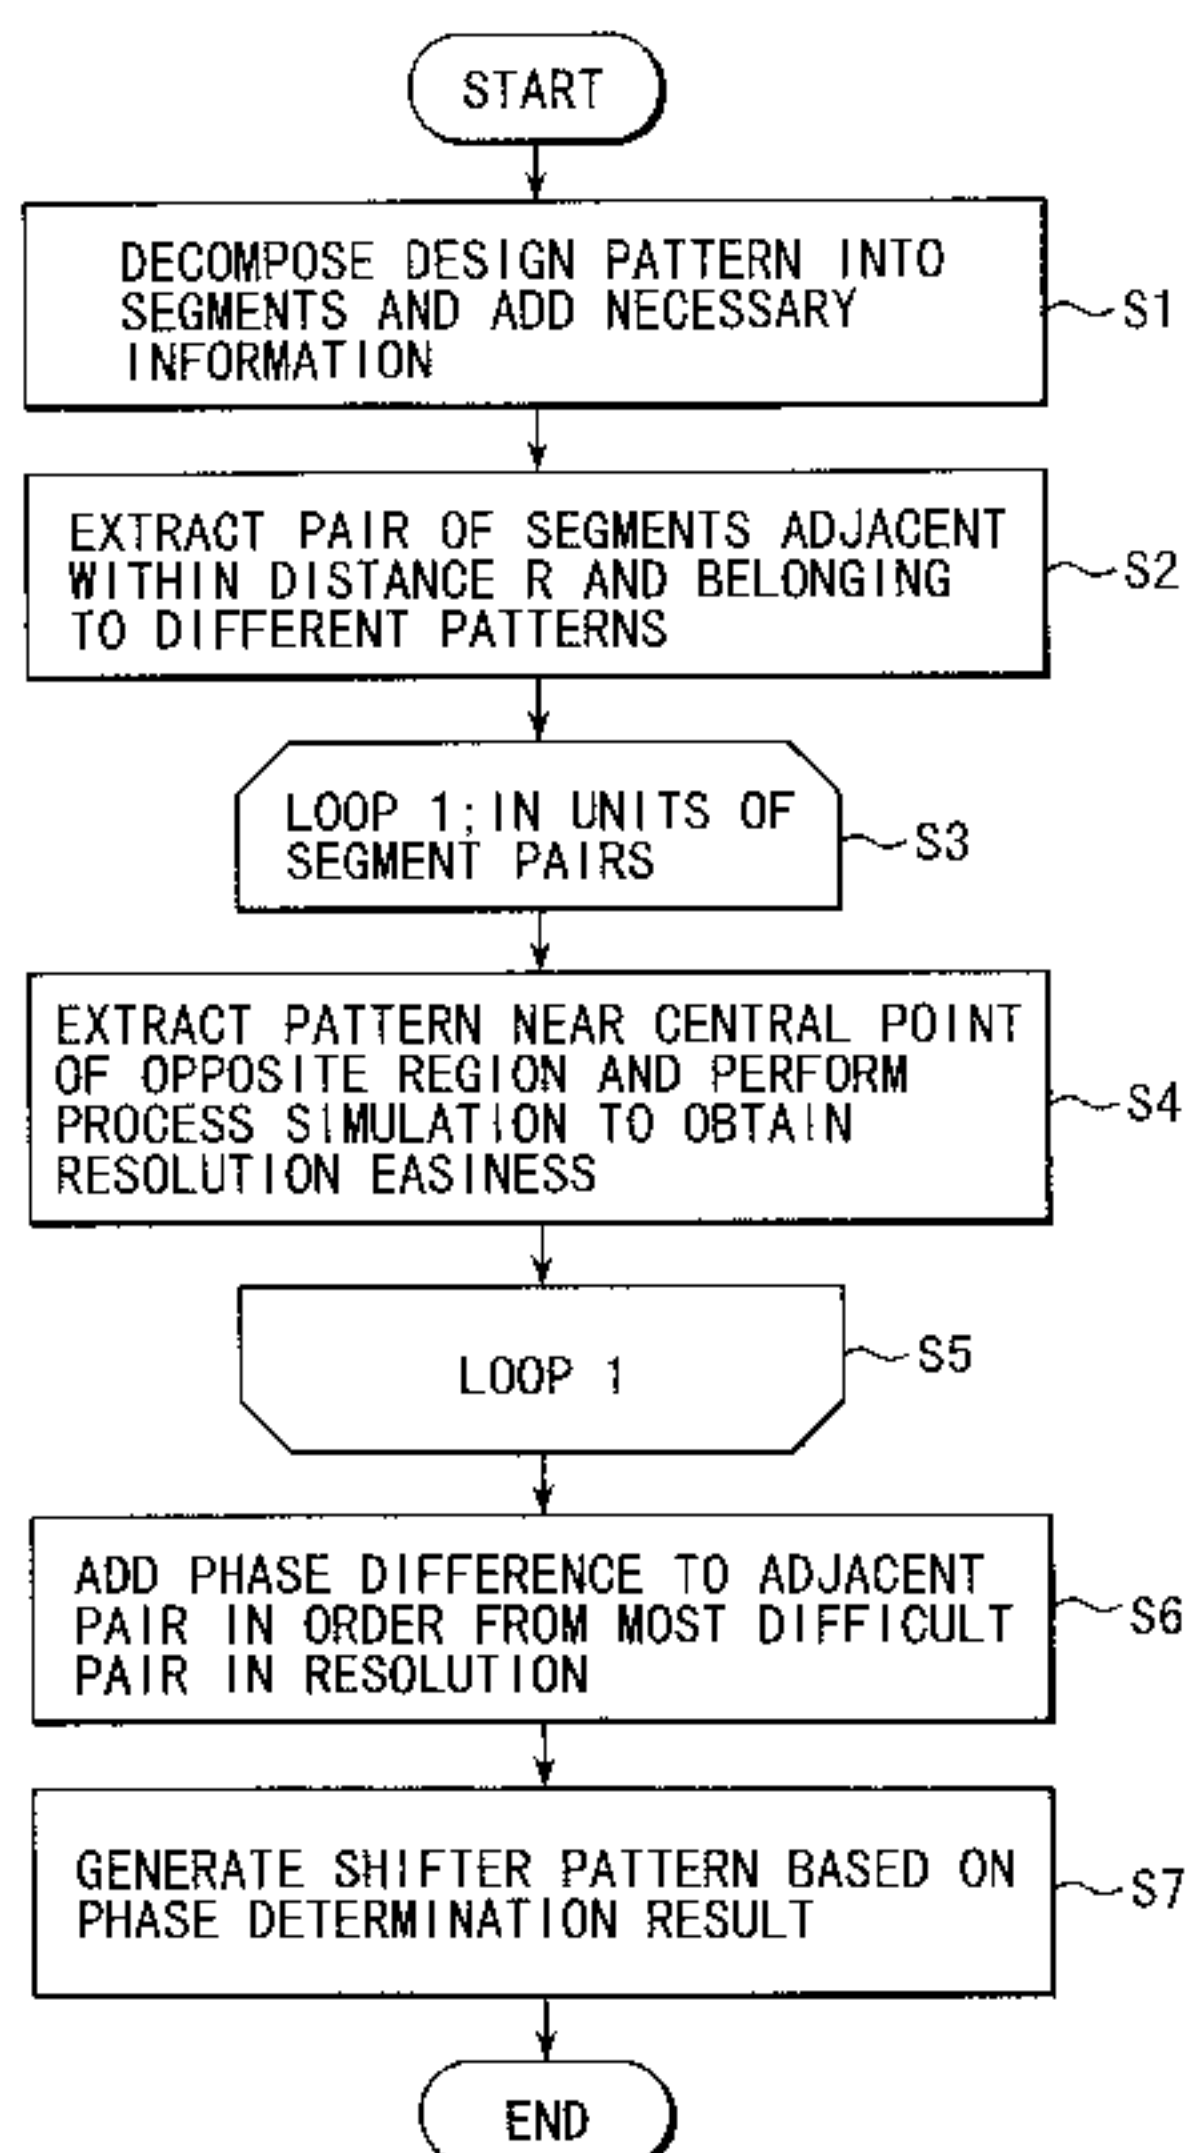 START
DECOMPOSE DESIGN PATTERN INTO
SEGMENTS AND ADD NECESSARY
INFORMATION
S1
EXTRACT PAIR OF SEGMENTS ADJACENT
WITHIN DISTANCE R AND BELONGING
TO DIFFERENT PATTERNS
S2
LOOP 1;IN UNITS OF
SEGMENT PAIRS
S3
EXTRACT PATTERN NEAR CENTRAL POINT
OF OPPOSITE REGION AND PERFORM
PROCESS SIMULATION TO OBTAIN
RESOLUTION EASINESS
S4
LOOP 1
S5
ADD PHASE DIFFERENCE TO ADJACENT
PAIR IN ORDER FROM MOST DIFFICULT
PAIR IN RESOLUTION
S6
GENERATE SHIFTER PATTERN BASED ON
PHASE DETERMINATION RESULT
S7
END